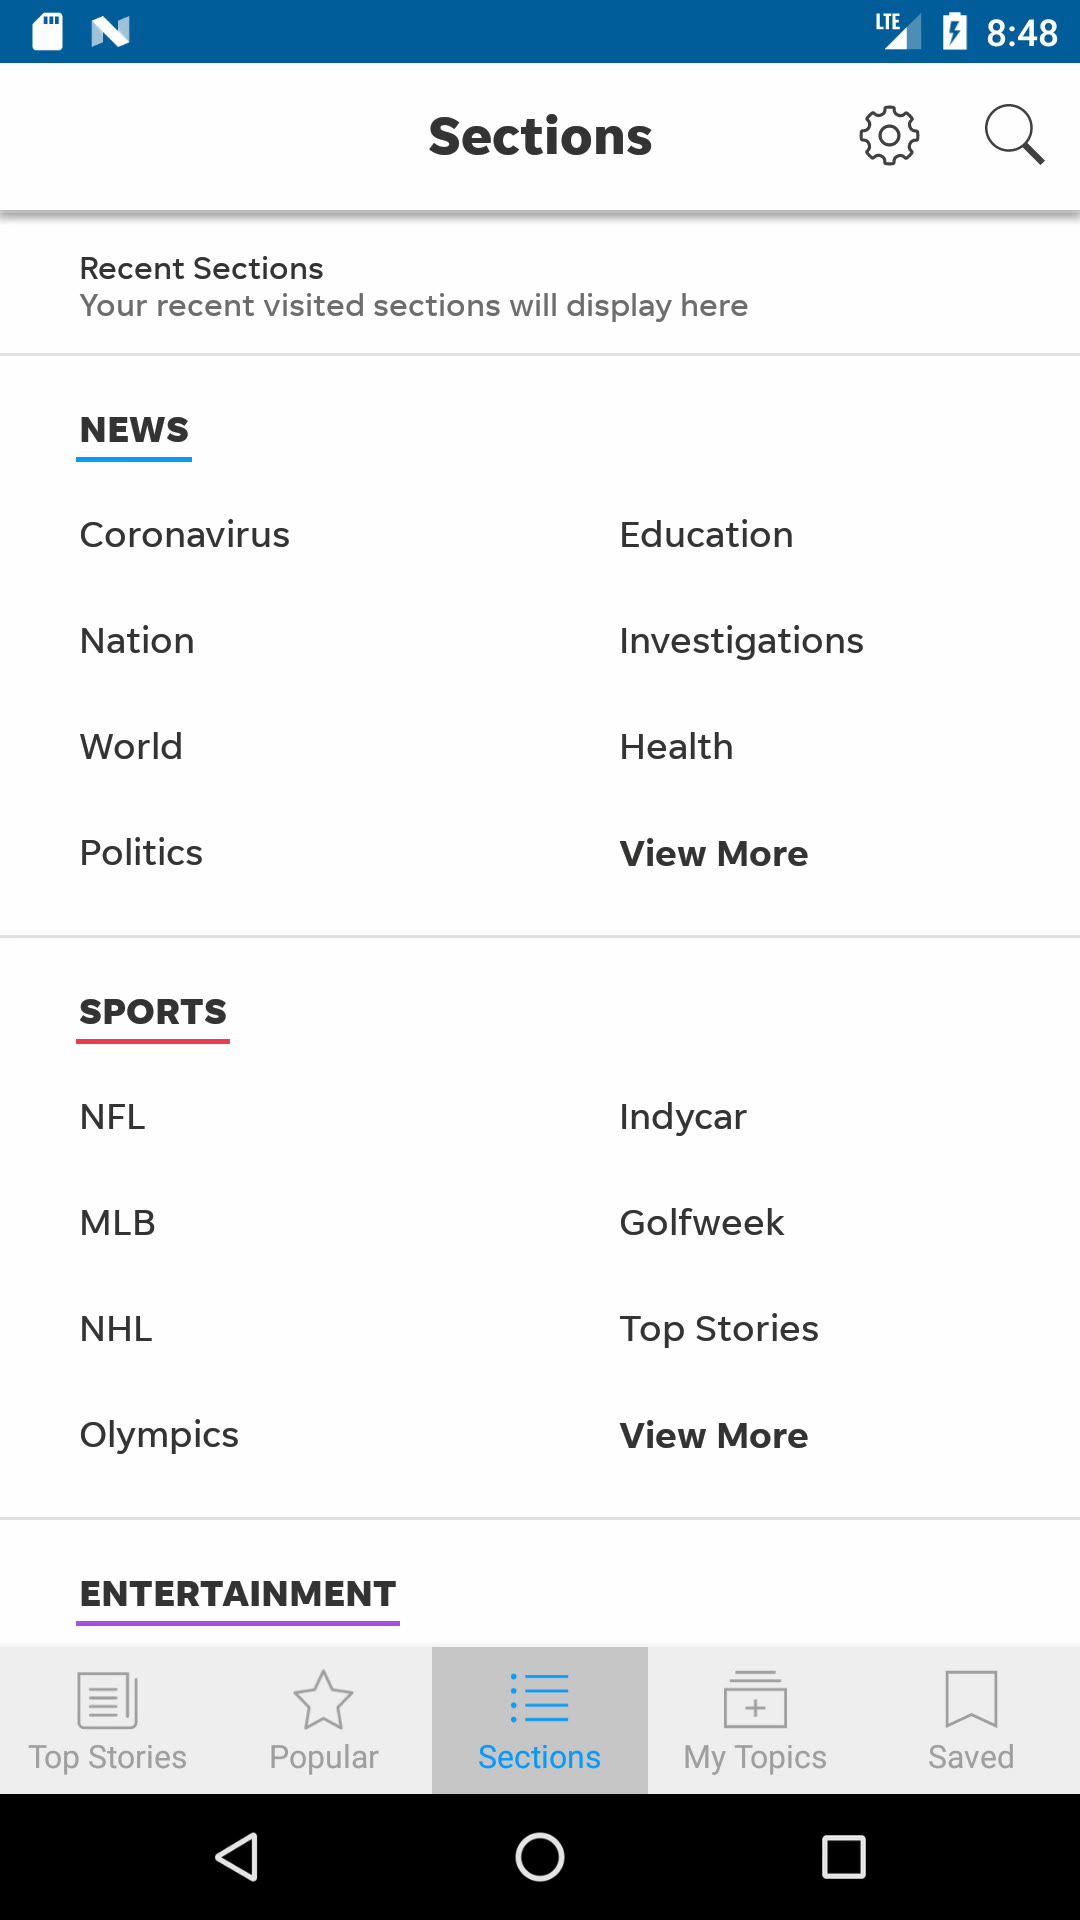 LTE 8:48
Sections
Recent Sections
Your recent visited sections will display here
NEWS
Coronavirus Education
Nation Investigations
World Health
Politics View More
SPORTS
NFL Indycar
MLB Golfweek
NHL Top Stories
Olympics View More
ENTERTAINMENT
Top Stories Popular Sections My Topics Saved